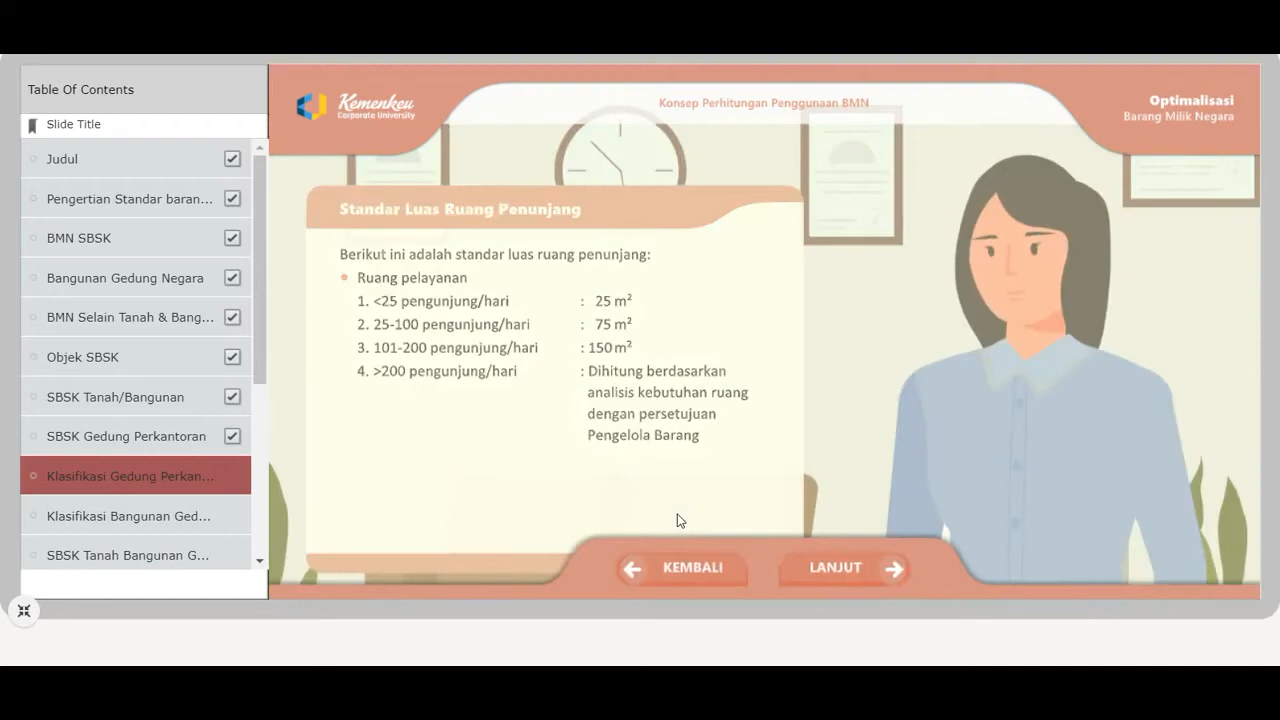 Table Of Contents
Slide Title
Judul
Pengertian Standar baran...
BMN SBSK
Bangunan Gedung Negara
BMN Selain Tanah & Bang...
Objek SBSK
SBSK Tanah/Bangunan
SBSK Gedung Perkantoran
Klasifikasi Gedung Perkan...
Klasifikasi Bangunan Ged...
SBSK Tanah Bangunan G...
Kemenkeu
Corporate University
Konsep Perhitungan Penggunaan BMN
Optimalisasi
Barang Milik Negara
Standar Luas Ruang Penunjang
Berikut ini adalah standar luas ruang penunjang:
Ruang pelayanan
1. <25 pengunjung/hari : 25 m²
2. 25-100 pengunjung/hari : 75 m²
3. 101-200 pengunjung/hari : 150 m²
4. >200 pengunjung/hari : Dihitung berdasarkan
analisis kebutuhan ruang
dengan persetujuan
Pengelola Barang
KEMBALI
LANJUT